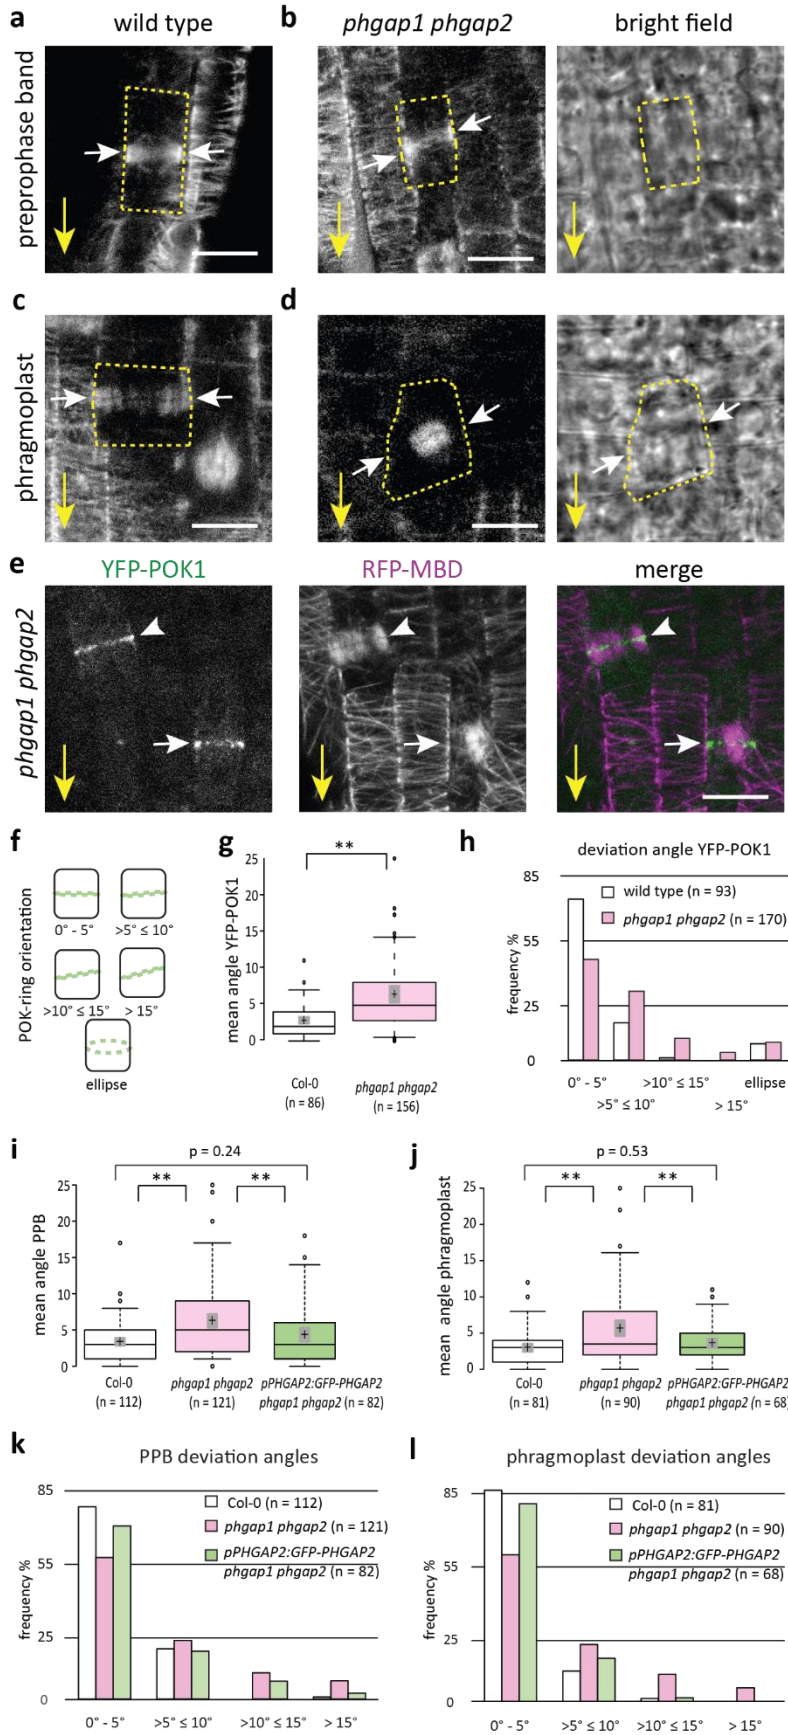 a
wild type
b
phgap1 phgap2
bright field
preprophase band
c
d
phragmoplast
e
YFP-POK1
RFP-MBD
merge
phgap1 phgap2
f
POK-ring orientation
0° - 5°
>5° ≤ 10°
>10° ≤ 15°
> 15°
ellipse
g
**
mean angle YFP-POK1
25
20
15
10
5
0
Col-0
(n = 86)
phgap1 phgap2
(n = 156)
h
deviation angle YFP-POK1
frequency %
85
55
25
0
wild type (n = 93)
phgap1 phgap2 (n = 170)
0° - 5°
>5° ≤ 10°
>10° ≤ 15°
> 15°
ellipse
i
p = 0.24
**
**
mean angle PPB
25
20
15
10
5
0
Col-0
(n = 112)
phgap1 phgap2
(n = 121)
pPHGAP2:GFP-PHGAP2
phgap1 phgap2 (n = 82)
j
p = 0.53
**
**
mean angle phragmoplast
25
20
15
10
5
0
Col-0
(n = 81)
phgap1 phgap2
(n = 90)
pPHGAP2:GFP-PHGAP2
phgap1 phgap2 (n = 68)
k
PPB deviation angles
frequency %
85
55
25
0
Col-0 (n = 112)
phgap1 phgap2 (n = 121)
pPHGAP2:GFP-PHGAP2
phgap1 phgap2 (n = 82)
0° - 5°
>5° ≤ 10°
>10° ≤ 15°
> 15°
l
phragmoplast deviation angles
frequency %
85
55
25
0
Col-0 (n = 81)
phgap1 phgap2 (n = 90)
pPHGAP2:GFP-PHGAP2
phgap1 phgap2 (n = 68)
0° - 5°
>5° ≤ 10°
>10° ≤ 15°
> 15°